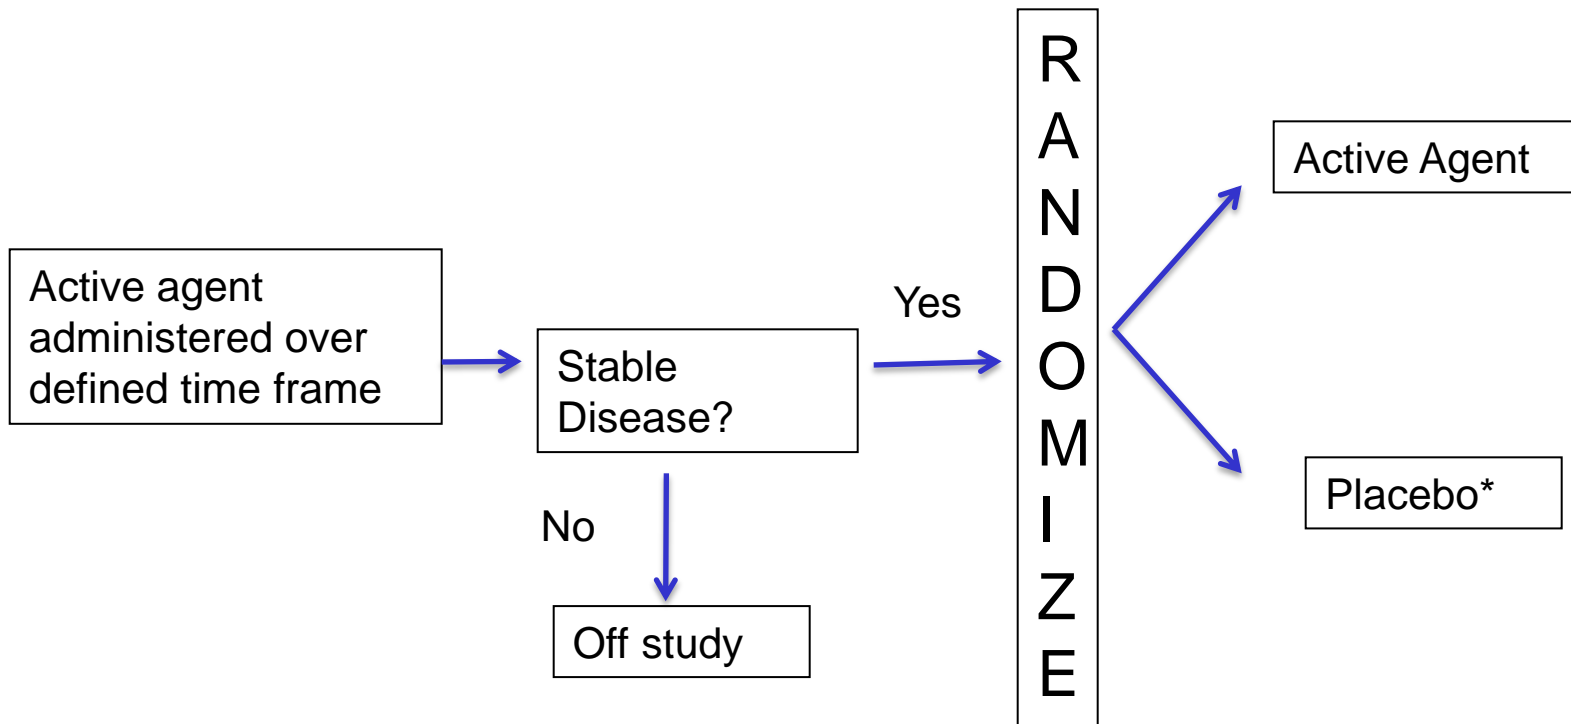 Active agent
administered over
defined time frame
Stable
Disease?
Yes
No
Off study
R
A
N
D
O
M
I
Z
E
Active Agent
Placebo*